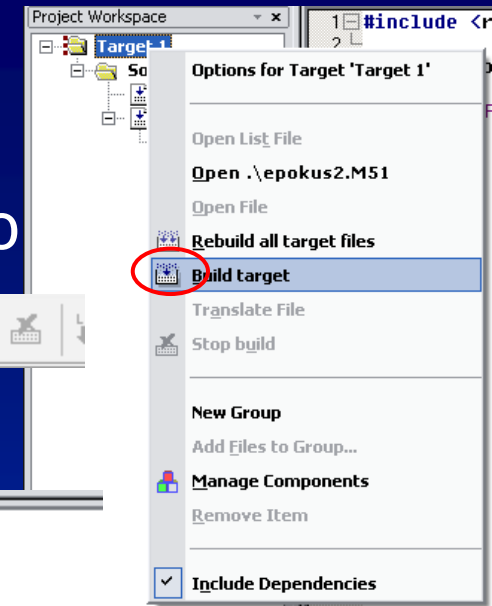 Project Workspace
1 #include <r
2
Target 1
So
Options for Target 'Target 1'
Open List File
Open .\epokus2.M51
Open File
Rebuild all target files
Build target
Translate File
Stop build
New Group
Add Files to Group...
Manage Components
Remove Item
Include Dependencies